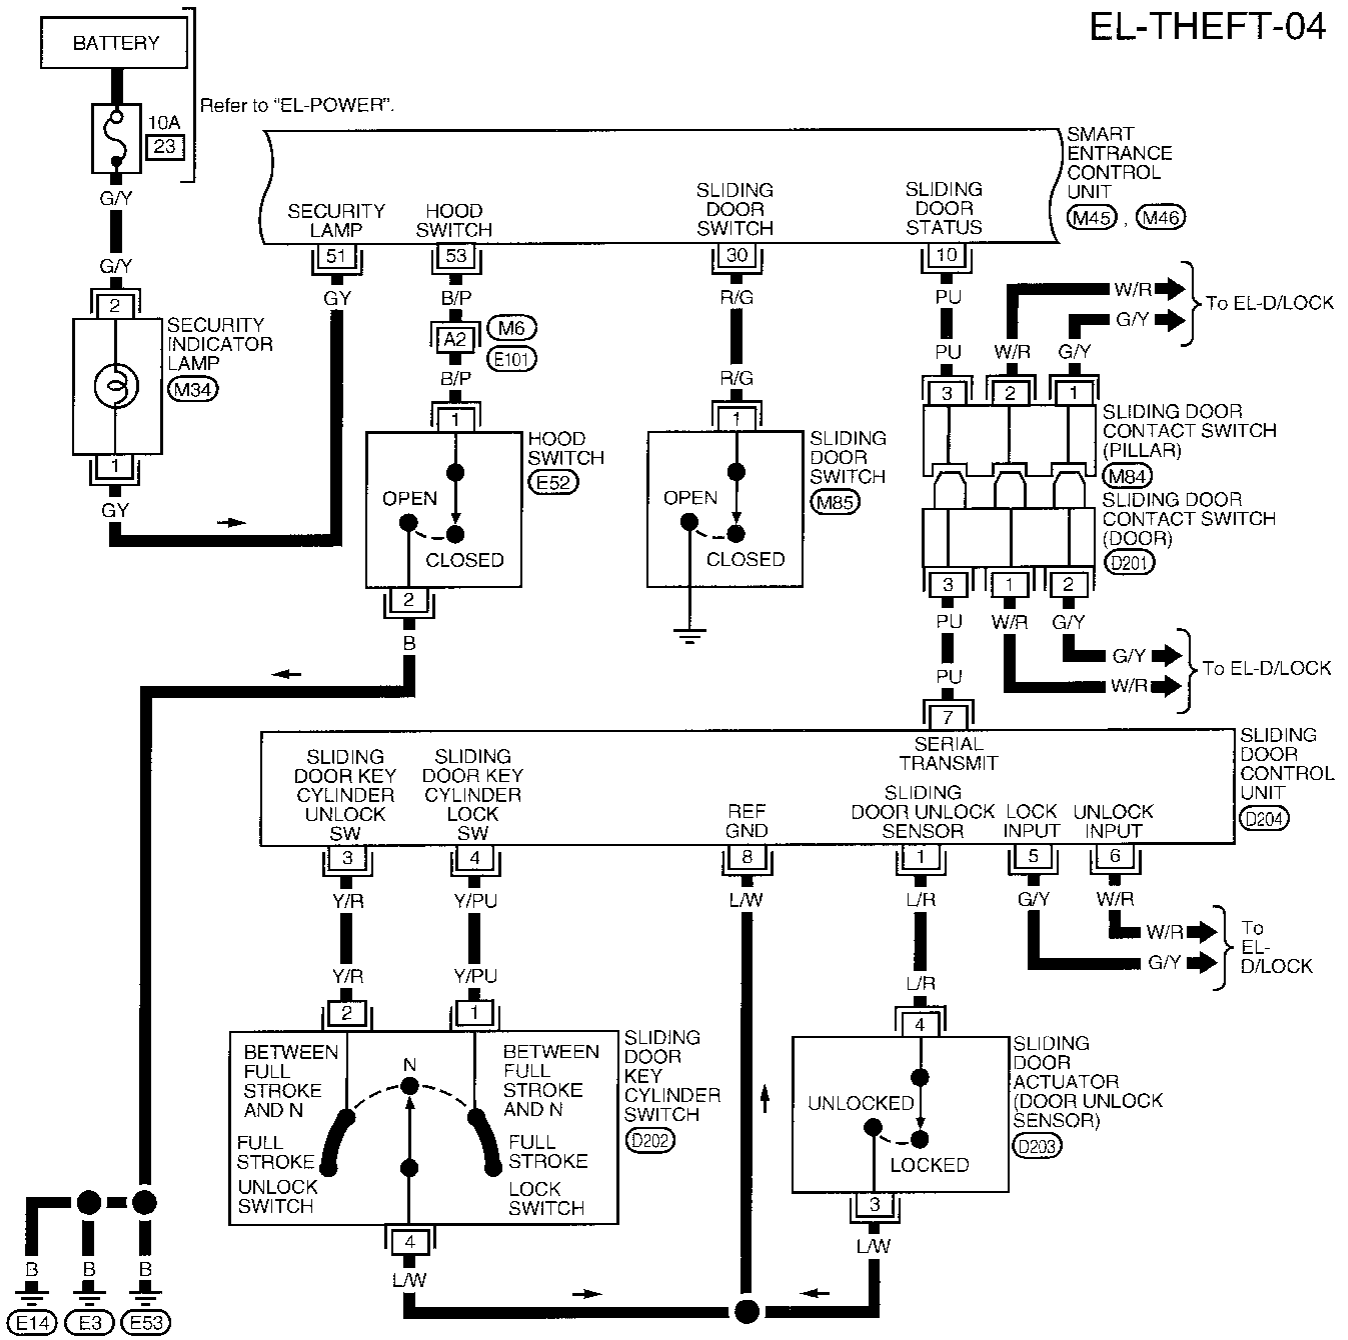 EL-THEFT-04
BATTERY
Refer to "EL-POWER".
10A
23
G/Y
G/Y
2
SECURITY
INDICATOR
LAMP
M34
1
GY
SMART
ENTRANCE
CONTROL
UNIT
M45 , M46
SECURITY
LAMP
HOOD
SWITCH
SLIDING
DOOR
SWITCH
SLIDING
DOOR
STATUS
51
53
30
10
GY
B/P
R/G
PU
A2
M6
E101
B/P
R/G
PU
W/R
G/Y
W/R
G/Y
To EL-D/LOCK
1
HOOD
SWITCH
E52
OPEN
CLOSED
2
B
1
SLIDING
DOOR
SWITCH
M85
OPEN
CLOSED
3
2
1
SLIDING DOOR
CONTACT SWITCH
(PILLAR)
M84
SLIDING DOOR
CONTACT SWITCH
(DOOR)
D201
3
1
2
PU
W/R
G/Y
G/Y
W/R
To EL-D/LOCK
PU
7
SERIAL
TRANSMIT
SLIDING
DOOR
CONTROL
UNIT
D204
SLIDING
DOOR KEY
CYLINDER
UNLOCK
SW
SLIDING
DOOR KEY
CYLINDER
LOCK
SW
REF
GND
SLIDING
DOOR UNLOCK
SENSOR
LOCK
INPUT
UNLOCK
INPUT
3
4
8
1
5
6
Y/R
Y/PU
L/W
L/R
G/Y
W/R
W/R
G/Y
To
EL-
D/LOCK
Y/R
Y/PU
L/R
2
1
4
SLIDING
DOOR
KEY
CYLINDER
SWITCH
D202
BETWEEN
FULL
STROKE
AND N
N
BETWEEN
FULL
STROKE
AND N
FULL
STROKE
UNLOCK
SWITCH
FULL
STROKE
LOCK
SWITCH
4
L/W
SLIDING
DOOR
ACTUATOR
(DOOR UNLOCK
SENSOR)
D203
UNLOCKED
LOCKED
3
L/W
B
B
B
E14
E3
E53